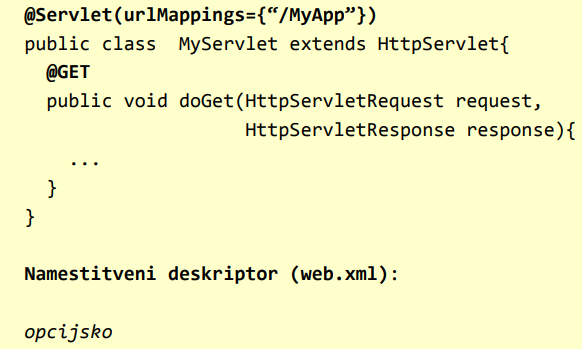 @Servlet(urlMappings={“/MyApp”})
public class  MyServlet extends HttpServlet{
  @GET
  public void doGet(HttpServletRequest request,
                    HttpServletResponse response){
    ...
  }
}
Namestitveni deskriptor (web.xml):
opcijsko